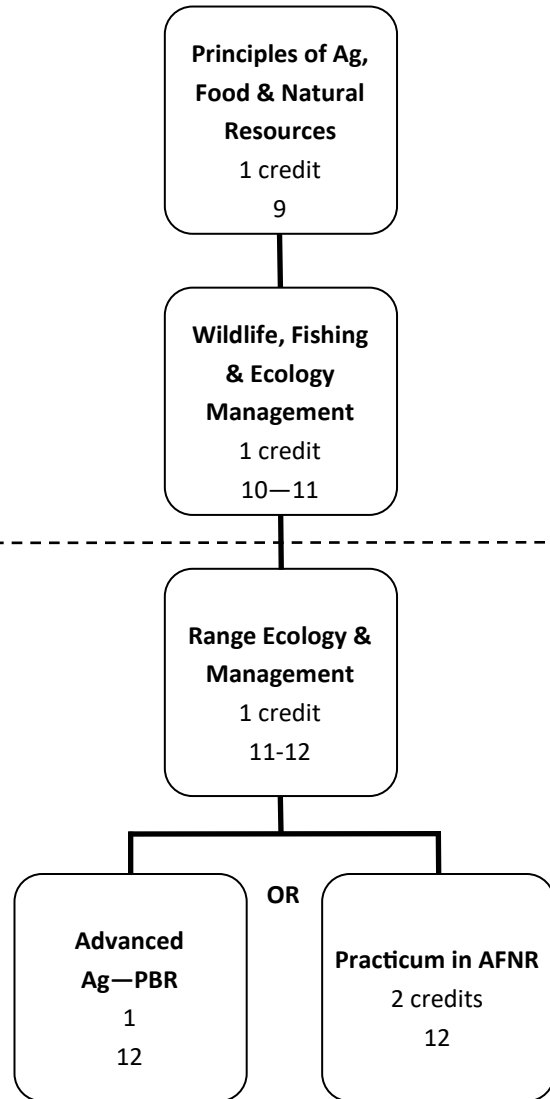 Principles of Ag,
Food & Natural
Resources
1 credit
9
Wildlife, Fishing
& Ecology
Management
1 credit
10—11
Range Ecology &
Management
1 credit
11-12
OR
Advanced
Ag—PBR
1
12
Practicum in AFNR
2 credits
12